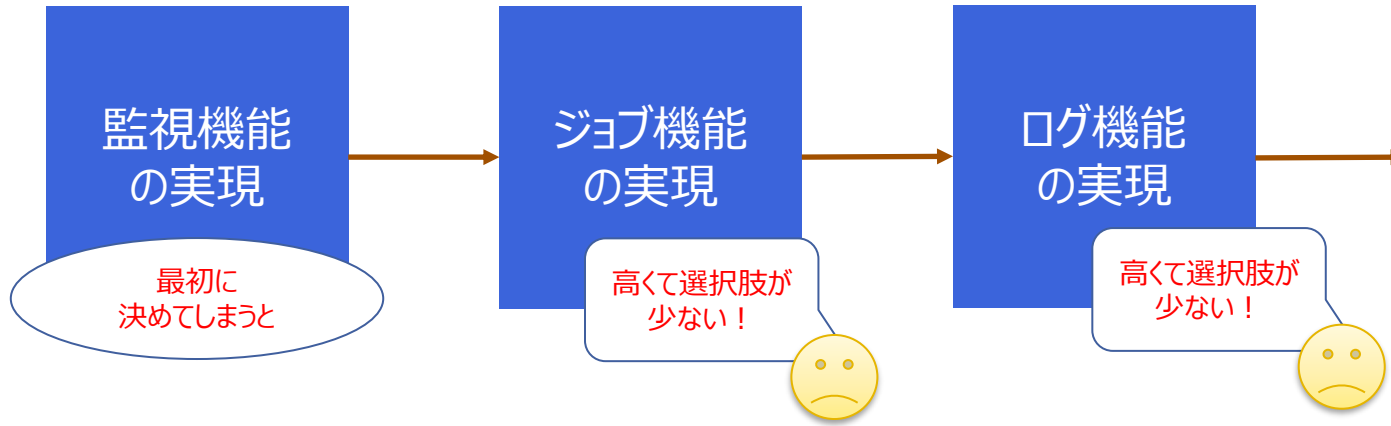 監視機能
の実現
最初に
決めてしまうと
ジョブ機能
の実現
高くて選択肢が
少ない！
ログ機能
の実現
高くて選択肢が
少ない！